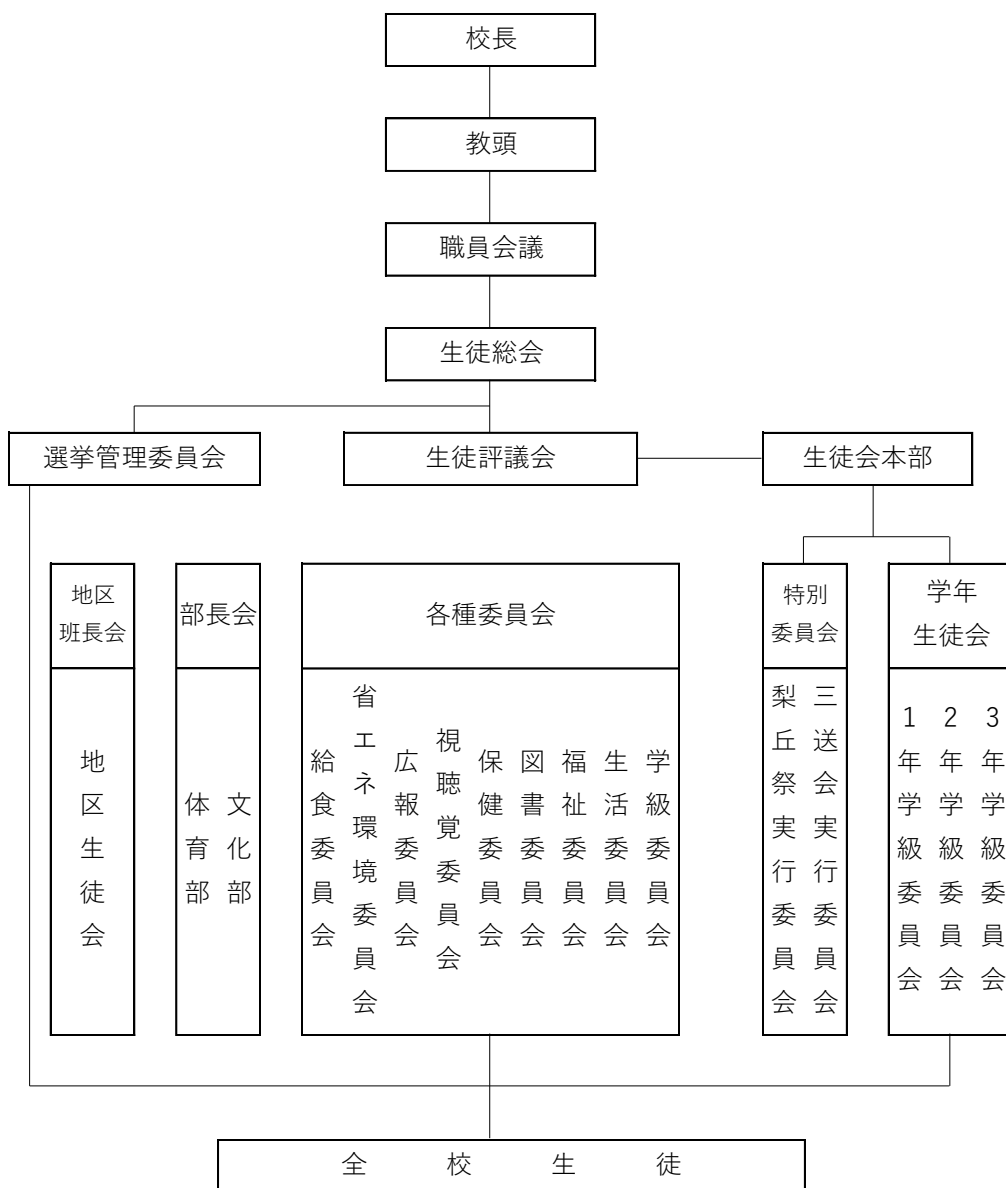 校長
教頭
職員会議
生徒総会
選挙管理委員会
生徒評議会
生徒会本部
地区
班長会
部長会
各種委員会
特別
委員会
学年
生徒会
地区生徒会
文化部
体育部
学級委員会
生活委員会
福祉委員会
図書委員会
保健委員会
視聴覚委員会
広報委員会
省エネ環境委員会
給食委員会
三送会実行委員会
梨丘祭実行委員会
3年学級委員会
2年学級委員会
1年学級委員会
全校生徒